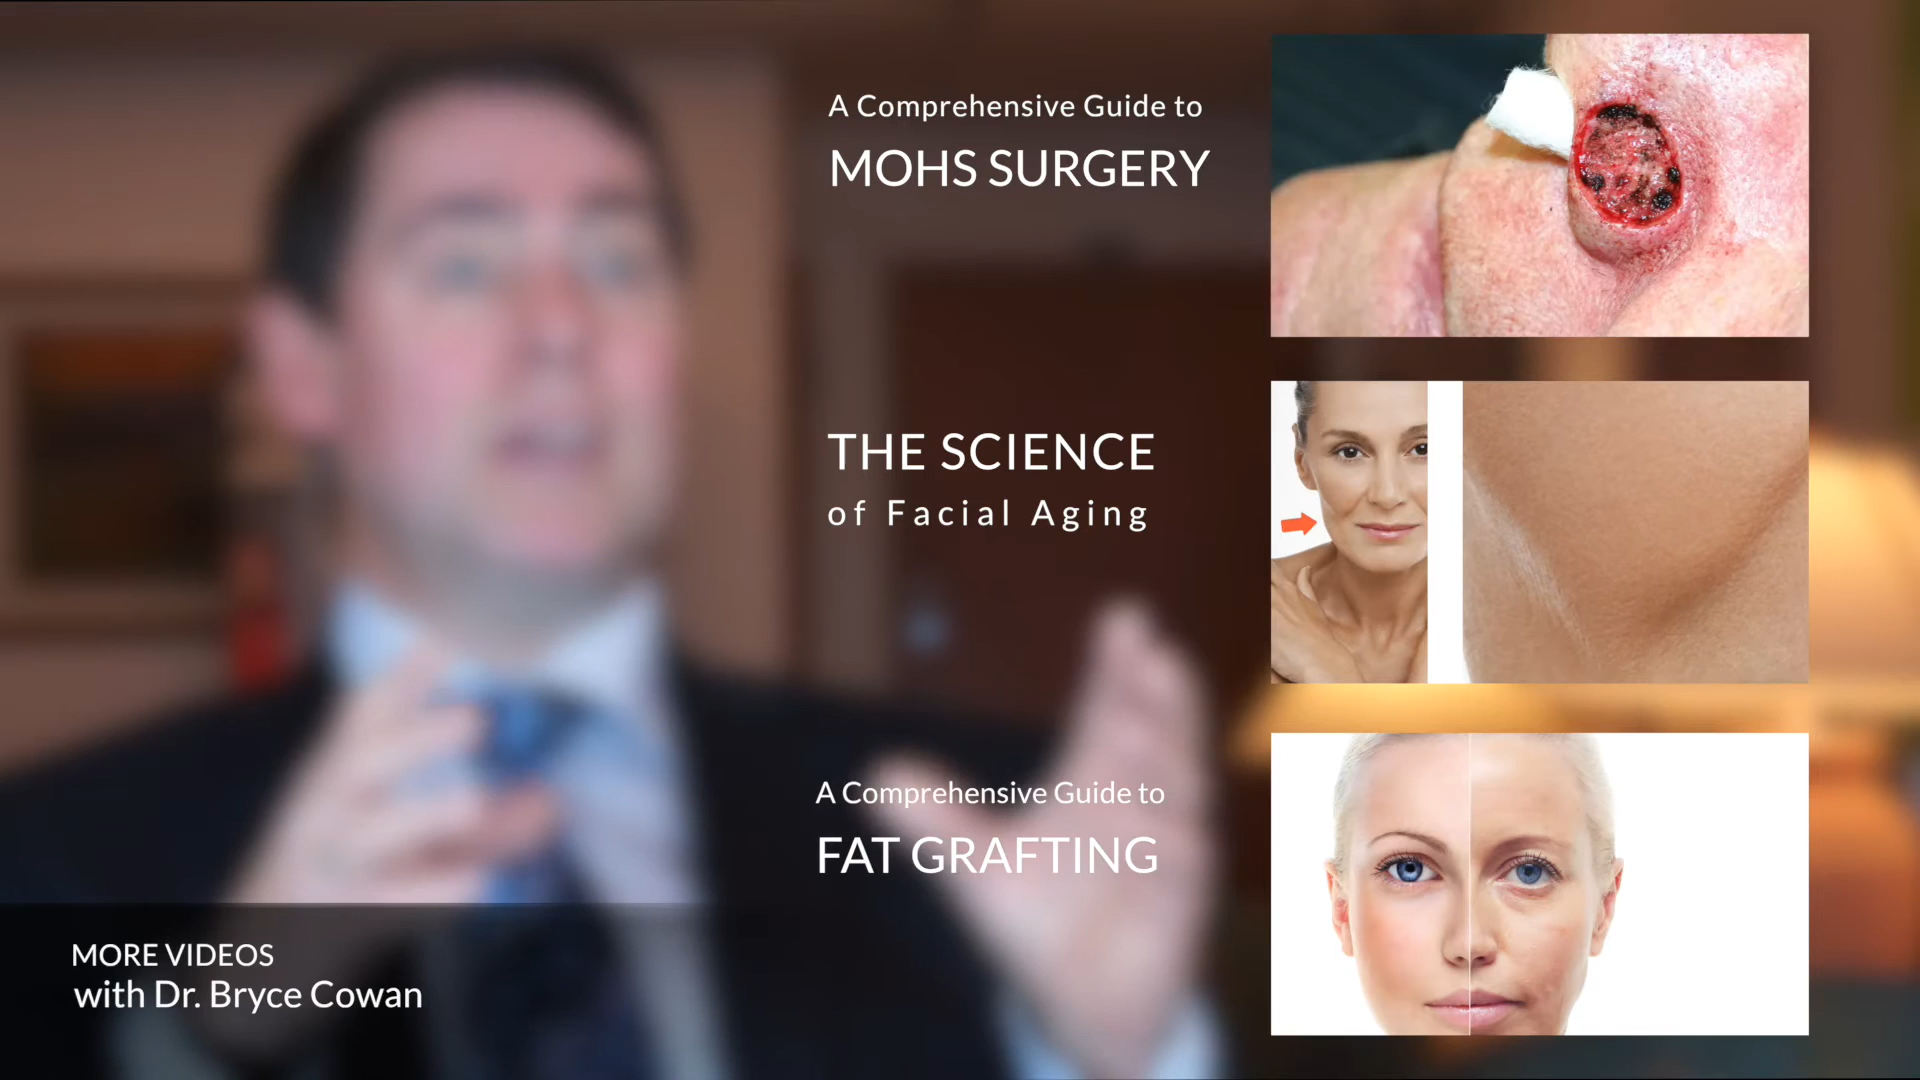 A Comprehensive Guide to
MOHS SURGERY
THE SCIENCE
of Facial Aging
A Comprehensive Guide to
FAT GRAFTING
MORE VIDEOS
with Dr. Bryce Cowan